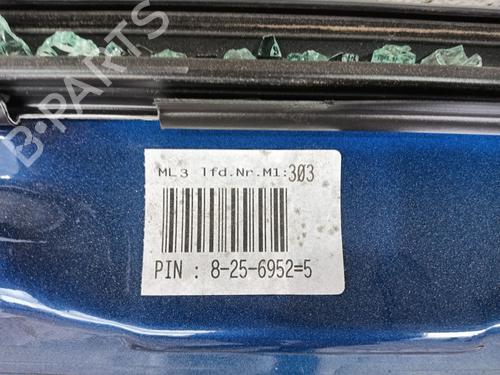 B-PARTS
ML3 lfd.Nr.M1:303
PIN : 8-25-6952=5